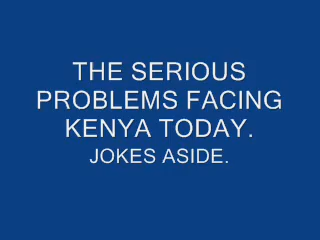 THE SERIOUS
PROBLEMS FACING
KENYA TODAY.
JOKES ASIDE.